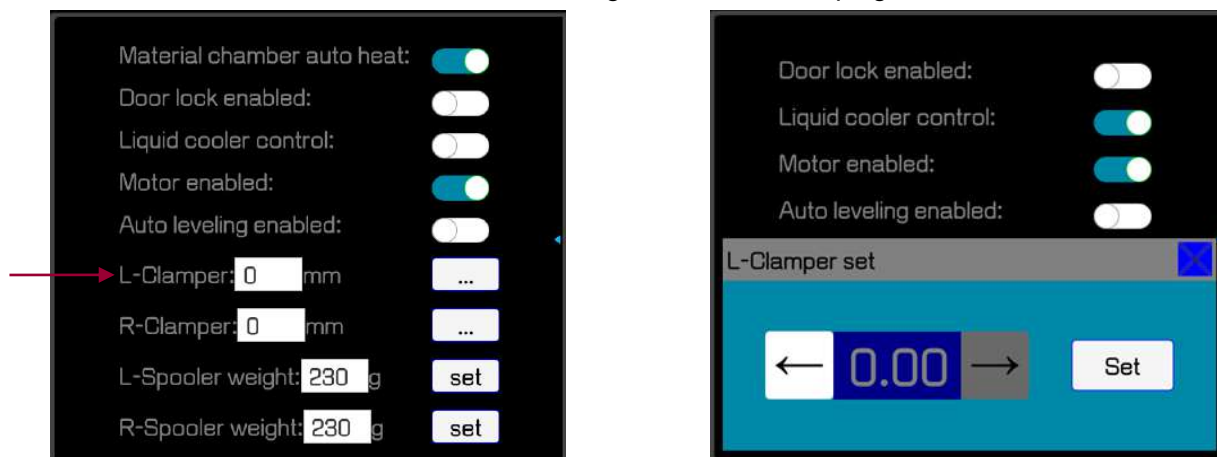 Material chamber auto heat:
Door lock enabled:
Liquid cooler control:
Motor enabled:
Auto leveling enabled:
L-Clamper: 0 mm ...
R-Clamper: 0 mm ...
L-Spooler weight: 230 g set
R-Spooler weight: 230 g set
Door lock enabled:
Liquid cooler control:
Motor enabled:
Auto leveling enabled:
L-Clamper set
← 0.00 → Set